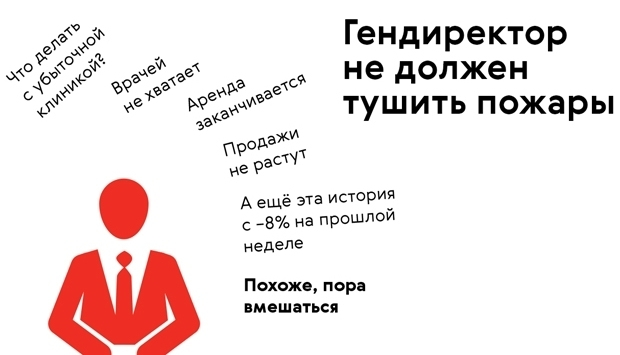 Гендиректор
не должен
тушить пожары
Что делать
с убыточной
клиникой?
Врачей
не хватает
Аренда
заканчивается
Продажи
не растут
А ещё эта история
с –8% на прошлой
неделе
Похоже, пора
вмешаться